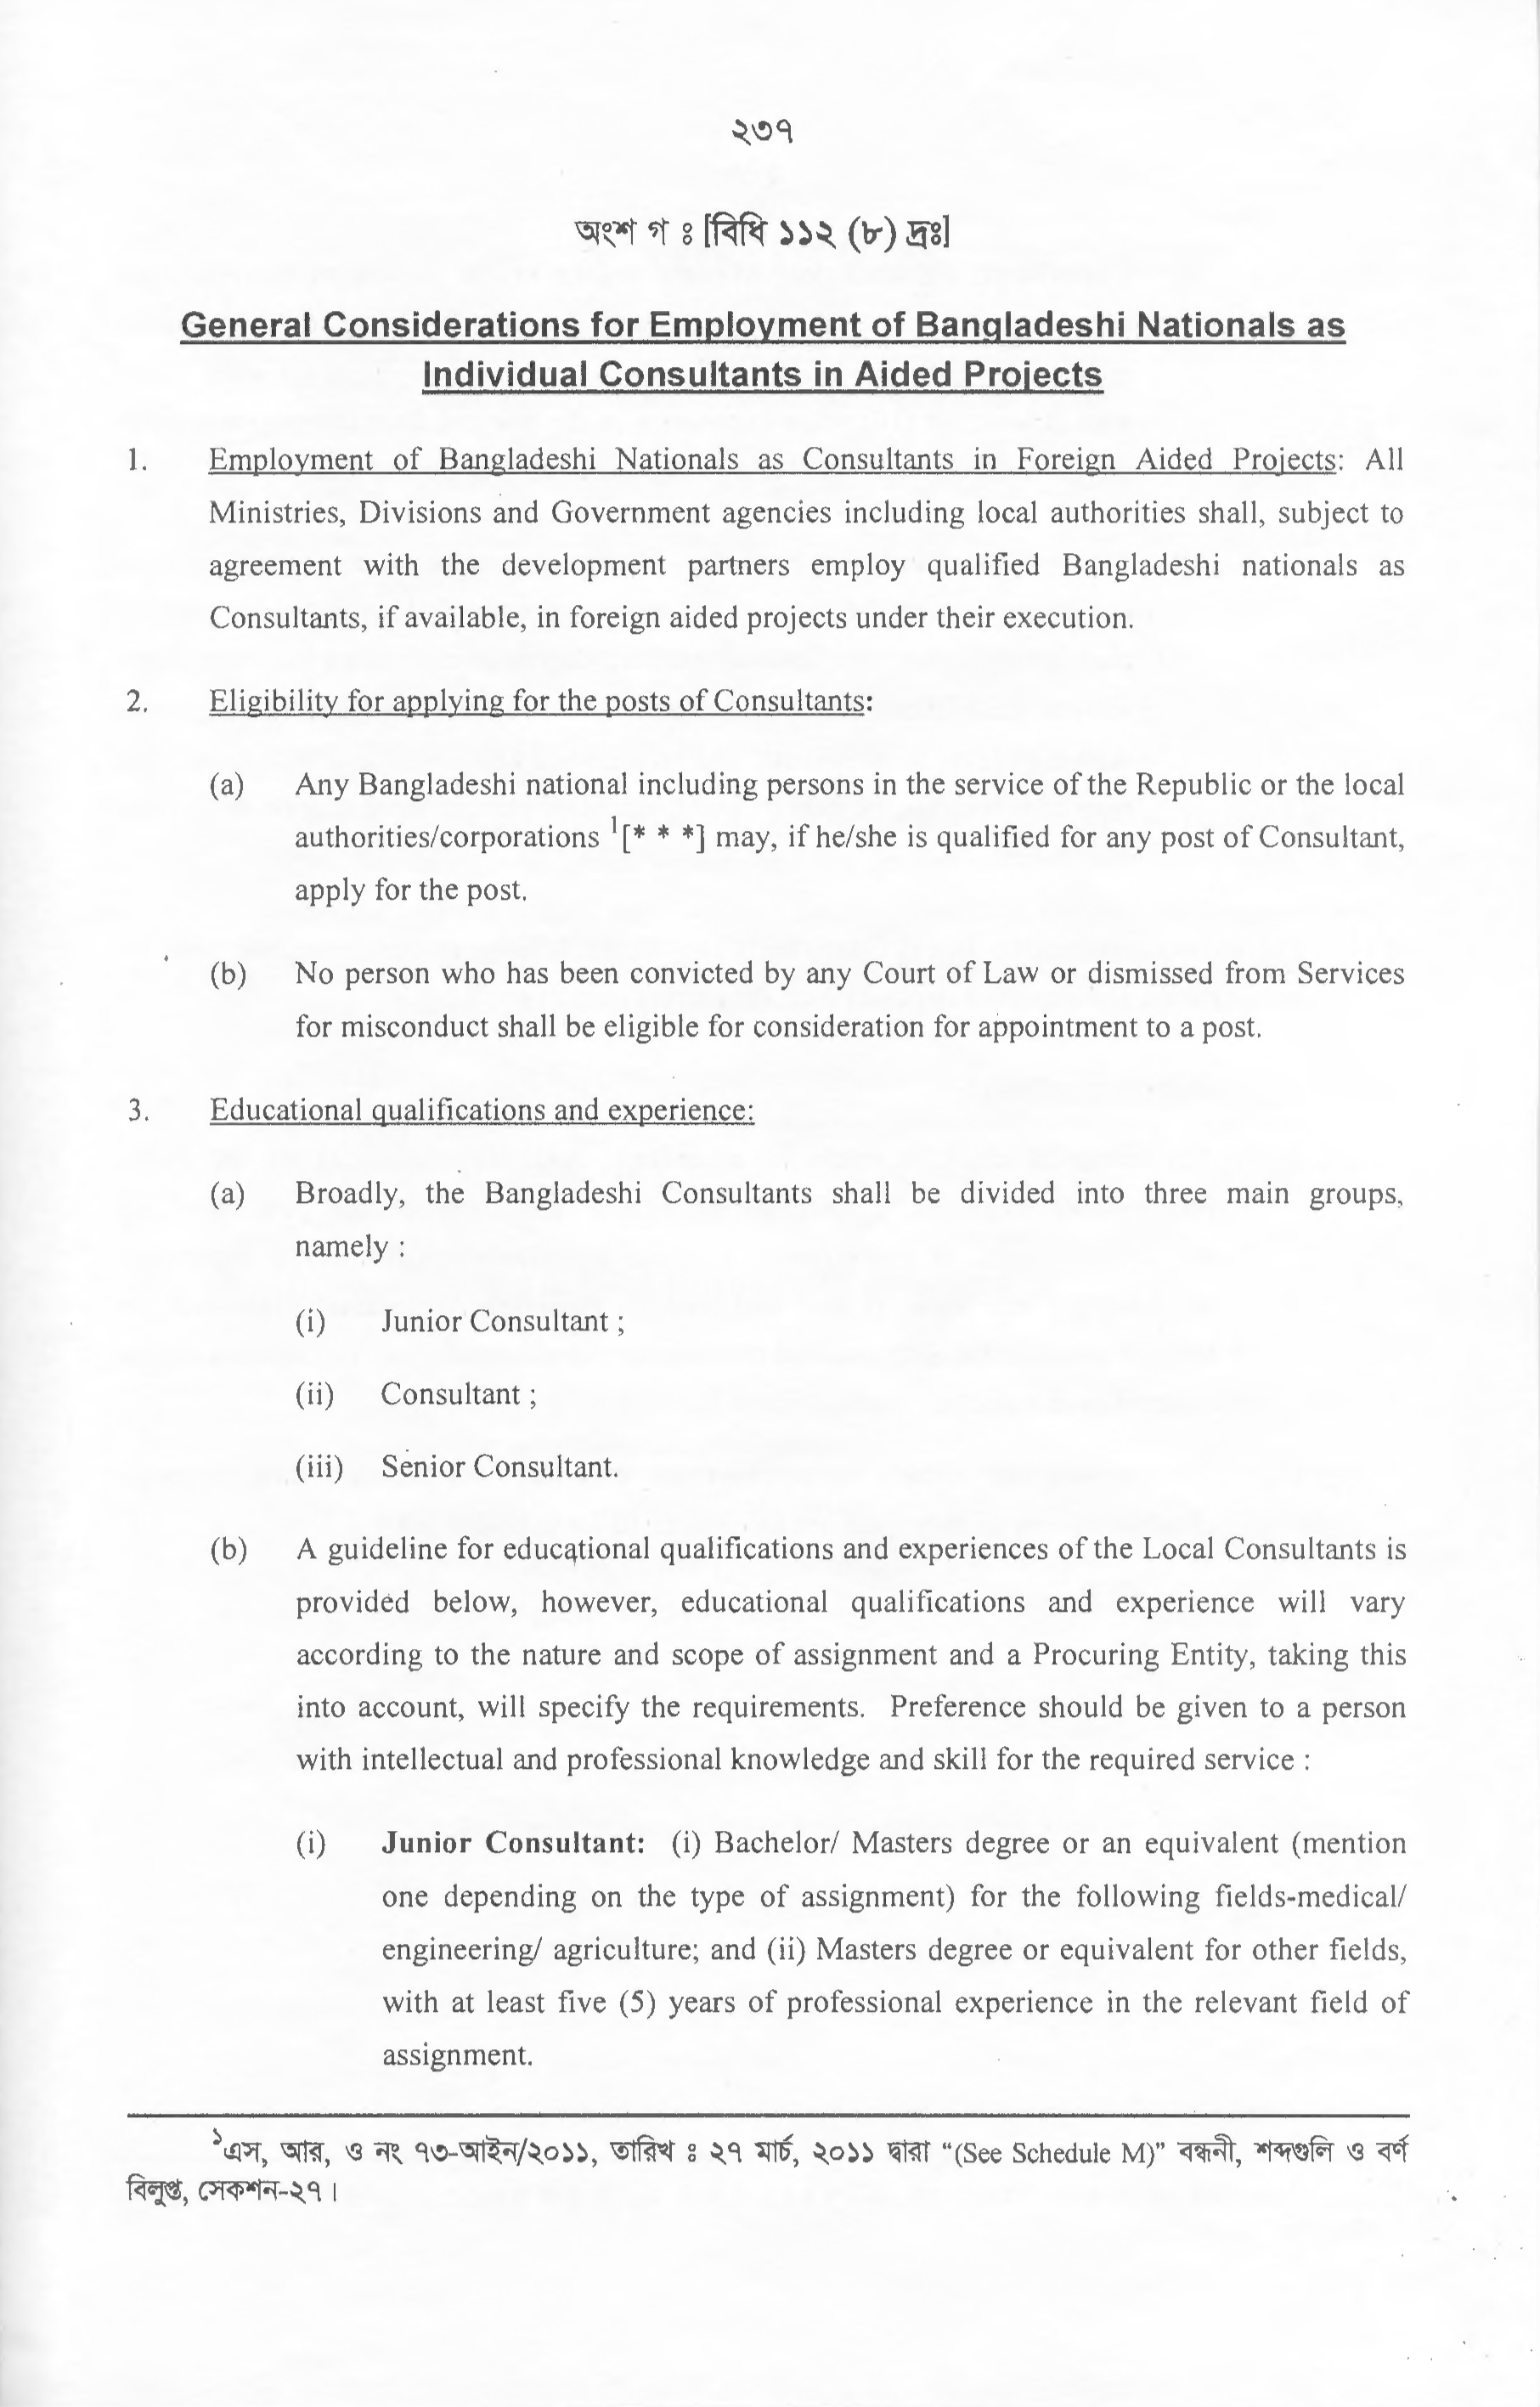 ২৩৭
অংশ গ ঃ [বিধি ১১২ (৮) দ্রঃ]
General Considerations for Employment of Bangladeshi Nationals as
Individual Consultants in Aided Projects
1. Employment of Bangladeshi Nationals as Consultants in Foreign Aided Projects: All
Ministries, Divisions and Government agencies including local authorities shall, subject to
agreement with the development partners employ qualified Bangladeshi nationals as
Consultants, if available, in foreign aided projects under their execution.
2. Eligibility for applying for the posts of Consultants:
(a) Any Bangladeshi national including persons in the service of the Republic or the local
authorities/corporations ¹[* * *] may, if he/she is qualified for any post of Consultant,
apply for the post.
(b) No person who has been convicted by any Court of Law or dismissed from Services
for misconduct shall be eligible for consideration for appointment to a post.
3. Educational qualifications and experience:
(a) Broadly, the Bangladeshi Consultants shall be divided into three main groups,
namely :
(i) Junior Consultant ;
(ii) Consultant ;
(iii) Senior Consultant.
(b) A guideline for educational qualifications and experiences of the Local Consultants is
provided below, however, educational qualifications and experience will vary
according to the nature and scope of assignment and a Procuring Entity, taking this
into account, will specify the requirements. Preference should be given to a person
with intellectual and professional knowledge and skill for the required service :
(i) Junior Consultant: (i) Bachelor/ Masters degree or an equivalent (mention
one depending on the type of assignment) for the following fields-medical/
engineering/ agriculture; and (ii) Masters degree or equivalent for other fields,
with at least five (5) years of professional experience in the relevant field of
assignment.
১এস, আর, ও নং ৭৩-আইন/২০১১, তারিখ ঃ ২৭ মার্চ, ২০১১ দ্বারা “(See Schedule M)” বন্ধনী, শব্দগুলি ও বর্ণ
বিলুপ্ত, সেকশন-২৭।